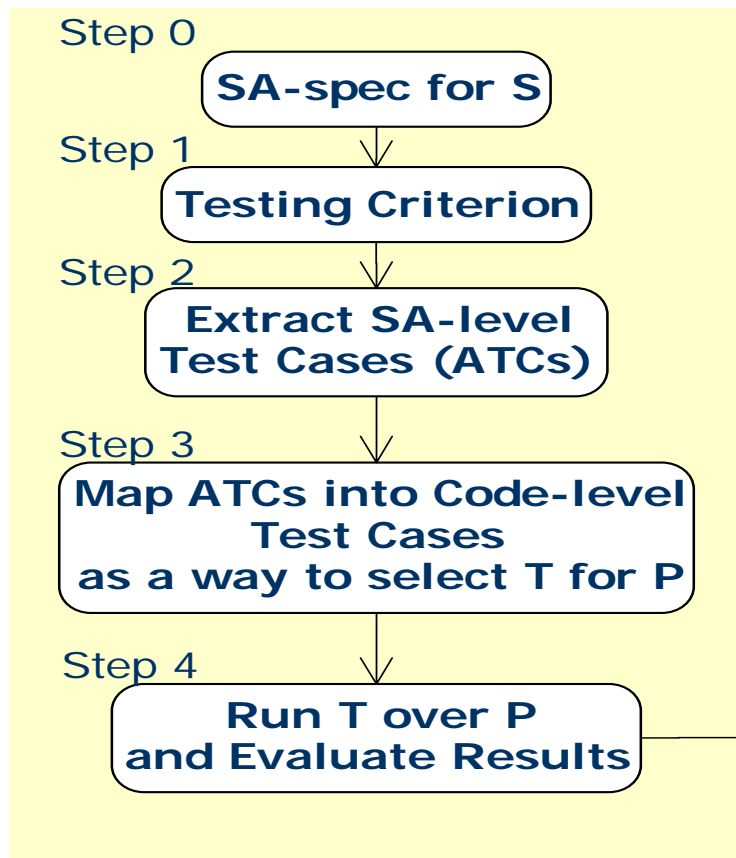 Step 0
SA-spec for S
Step 1
Testing Criterion
Step 2
Extract SA-level
Test Cases (ATCs)
Step 3
Map ATCs into Code-level
Test Cases
as a way to select T for P
Step 4
Run T over P
and Evaluate Results